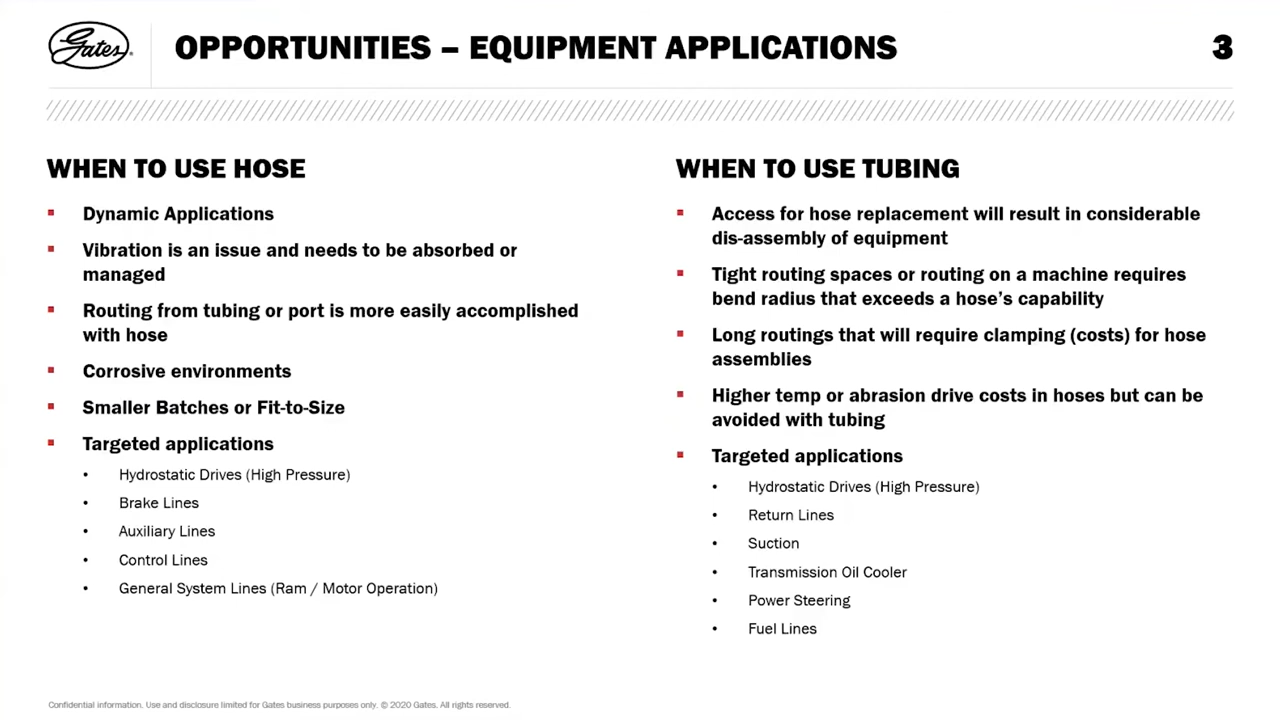 Gates
OPPORTUNITIES – EQUIPMENT APPLICATIONS
3
WHEN TO USE HOSE
▪ Dynamic Applications
▪ Vibration is an issue and needs to be absorbed or
managed
▪ Routing from tubing or port is more easily accomplished
with hose
▪ Corrosive environments
▪ Smaller Batches or Fit-to-Size
▪ Targeted applications
• Hydrostatic Drives (High Pressure)
• Brake Lines
• Auxiliary Lines
• Control Lines
• General System Lines (Ram / Motor Operation)
WHEN TO USE TUBING
▪ Access for hose replacement will result in considerable
dis-assembly of equipment
▪ Tight routing spaces or routing on a machine requires
bend radius that exceeds a hose’s capability
▪ Long routings that will require clamping (costs) for hose
assemblies
▪ Higher temp or abrasion drive costs in hoses but can be
avoided with tubing
▪ Targeted applications
• Hydrostatic Drives (High Pressure)
• Return Lines
• Suction
• Transmission Oil Cooler
• Power Steering
• Fuel Lines
Confidential information. Use and disclosure limited for Gates business purposes only. © 2020 Gates. All rights reserved.